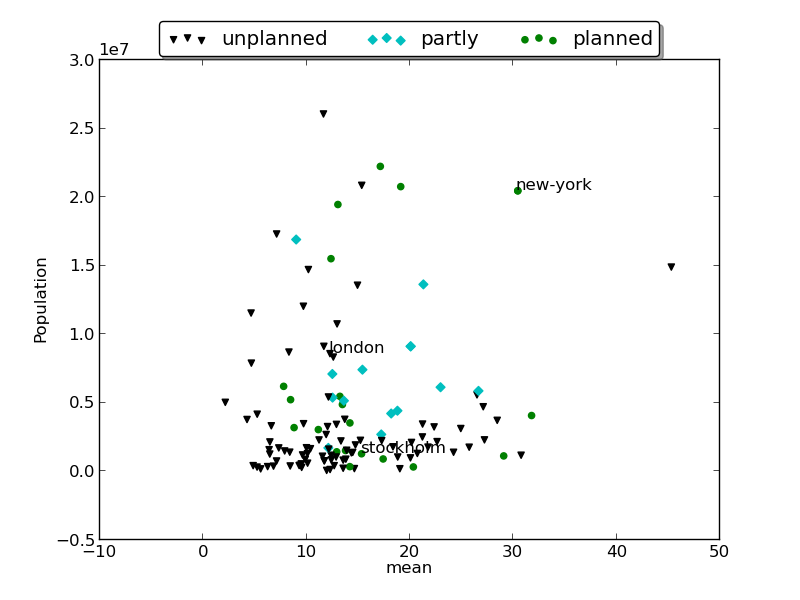 unplanned partly planned
1e7
3.0
2.5
new-york
2.0
1.5
1.0
london
0.5
stockholm
0.0
−0.5
−10 0 10 20 30 40 50
mean
Population